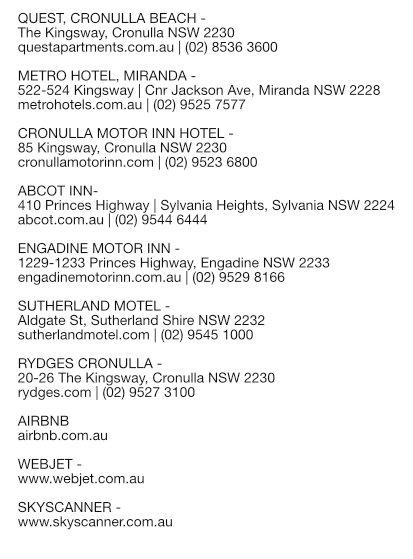 QUEST, CRONULLA BEACH -
The Kingsway, Cronulla NSW 2230
questapartments.com.au | (02) 8536 3600
METRO HOTEL, MIRANDA -
522-524 Kingsway | Cnr Jackson Ave, Miranda NSW 2228
metrohotels.com.au | (02) 9525 7577
CRONULLA MOTOR INN HOTEL -
85 Kingsway, Cronulla NSW 2230
cronullamotorinn.com | (02) 9523 6800
ABCOT INN-
410 Princes Highway | Sylvania Heights, Sylvania NSW 2224
abcot.com.au | (02) 9544 6444
ENGADINE MOTOR INN -
1229-1233 Princes Highway, Engadine NSW 2233
engadinemotorinn.com.au | (02) 9529 8166
SUTHERLAND MOTEL -
Aldgate St, Sutherland Shire NSW 2232
sutherlandmotel.com | (02) 9545 1000
RYDGES CRONULLA -
20-26 The Kingsway, Cronulla NSW 2230
rydges.com | (02) 9527 3100
AIRBNB
airbnb.com.au
WEBJET -
www.webjet.com.au
SKYSCANNER -
www.skyscanner.com.au